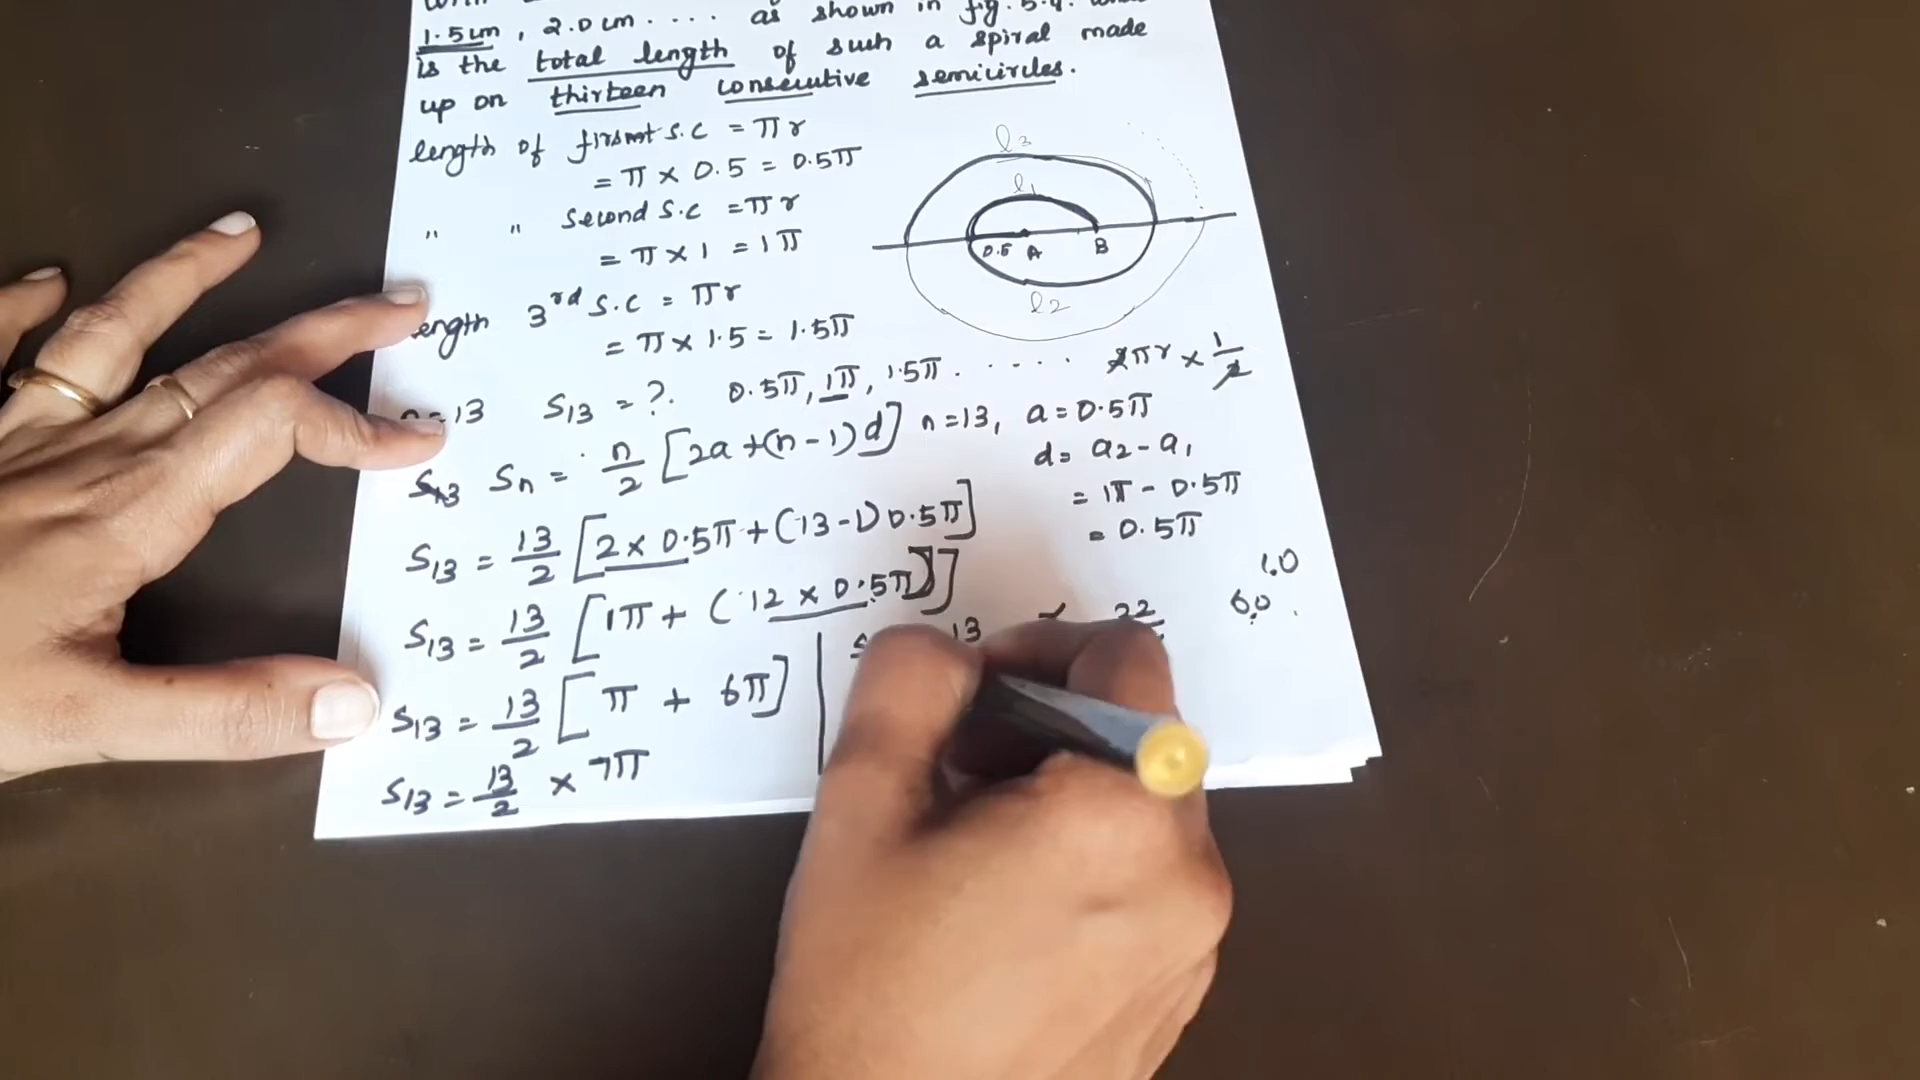 1.5cm, 2.0 cm .... as shown in fig. 5.4.
is the total length of such a spiral made
up on thirteen consecutive semicircles.
length of first S.C = πr
= π × 0.5 = 0.5π
" " second S.C = πr
= π × 1 = 1π
length 3rd S.C = πr
= π × 1.5 = 1.5π
l3
l1
0.5 A B
l2
n=13 S13 = ?. 0.5π, 1π, 1.5π ..... 2πr × 1/2
Sn = n/2 [2a+(n-1)d] n=13, a=0.5π
d= a2-a1
= 1π - 0.5π
= 0.5π
S13 = 13/2 [2 × 0.5π + (13-1) 0.5π]
S13 = 13/2 [1π + (12 × 0.5π)]
S13 = 13/2 [π + 6π]
S13 = 13/2 × 7π
13 22
1.0
6.0